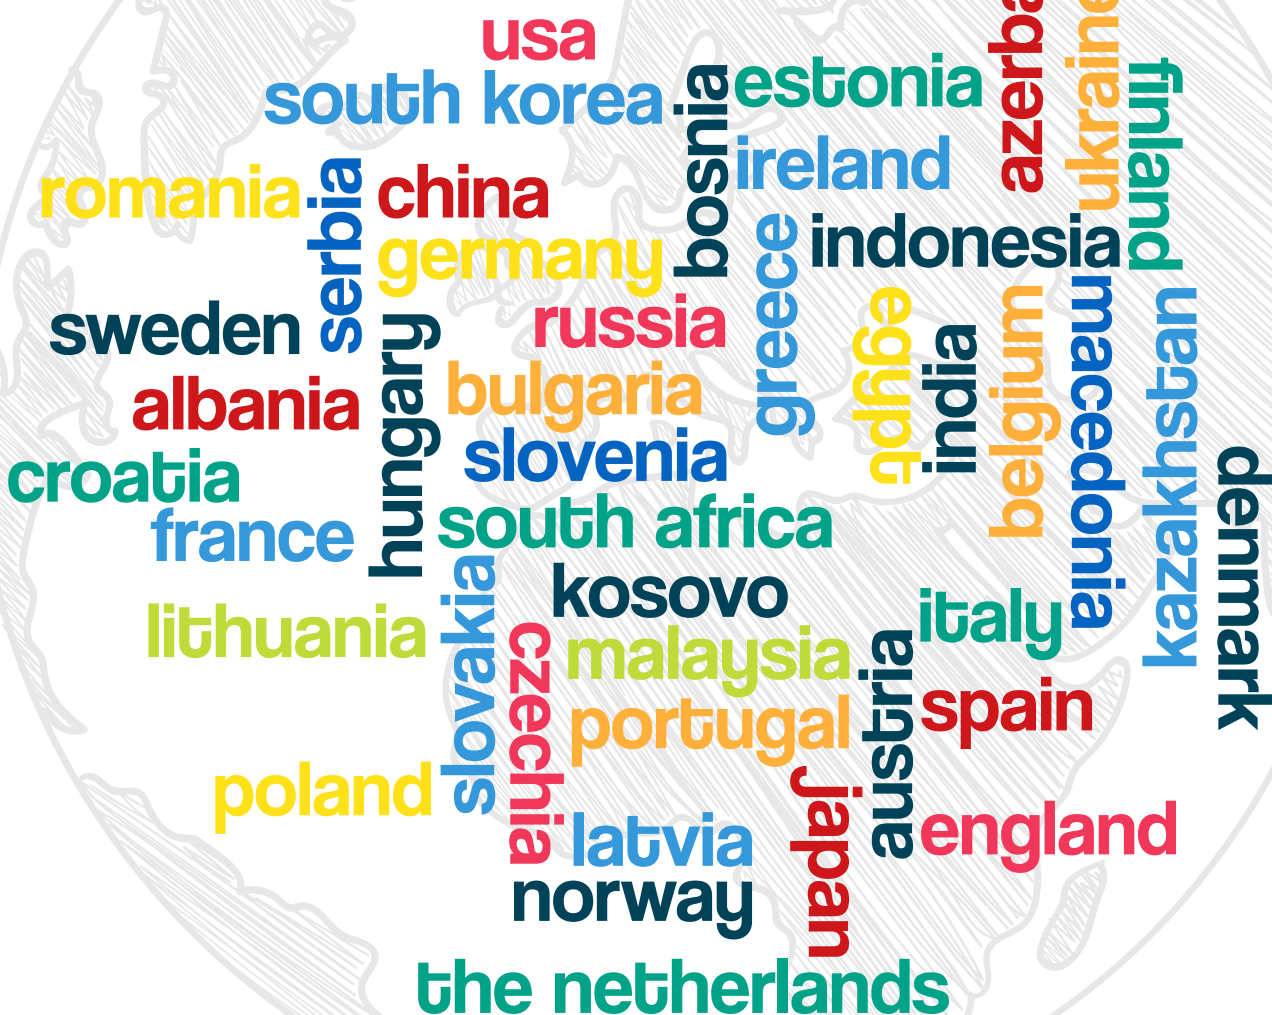 usa
azerba
ukraine
south korea
estonia
finland
bosnia
ireland
romania
serbia
china
germany
greece
indonesia
sweden
russia
egypt
india
belgium
macedonia
kazakhstan
albania
hungary
bulgaria
croatia
slovenia
denmark
france
south africa
slovakia
kosovo
lithuania
czechia
malaysia
italy
austria
portugal
spain
poland
japan
latvia
england
norway
the netherlands